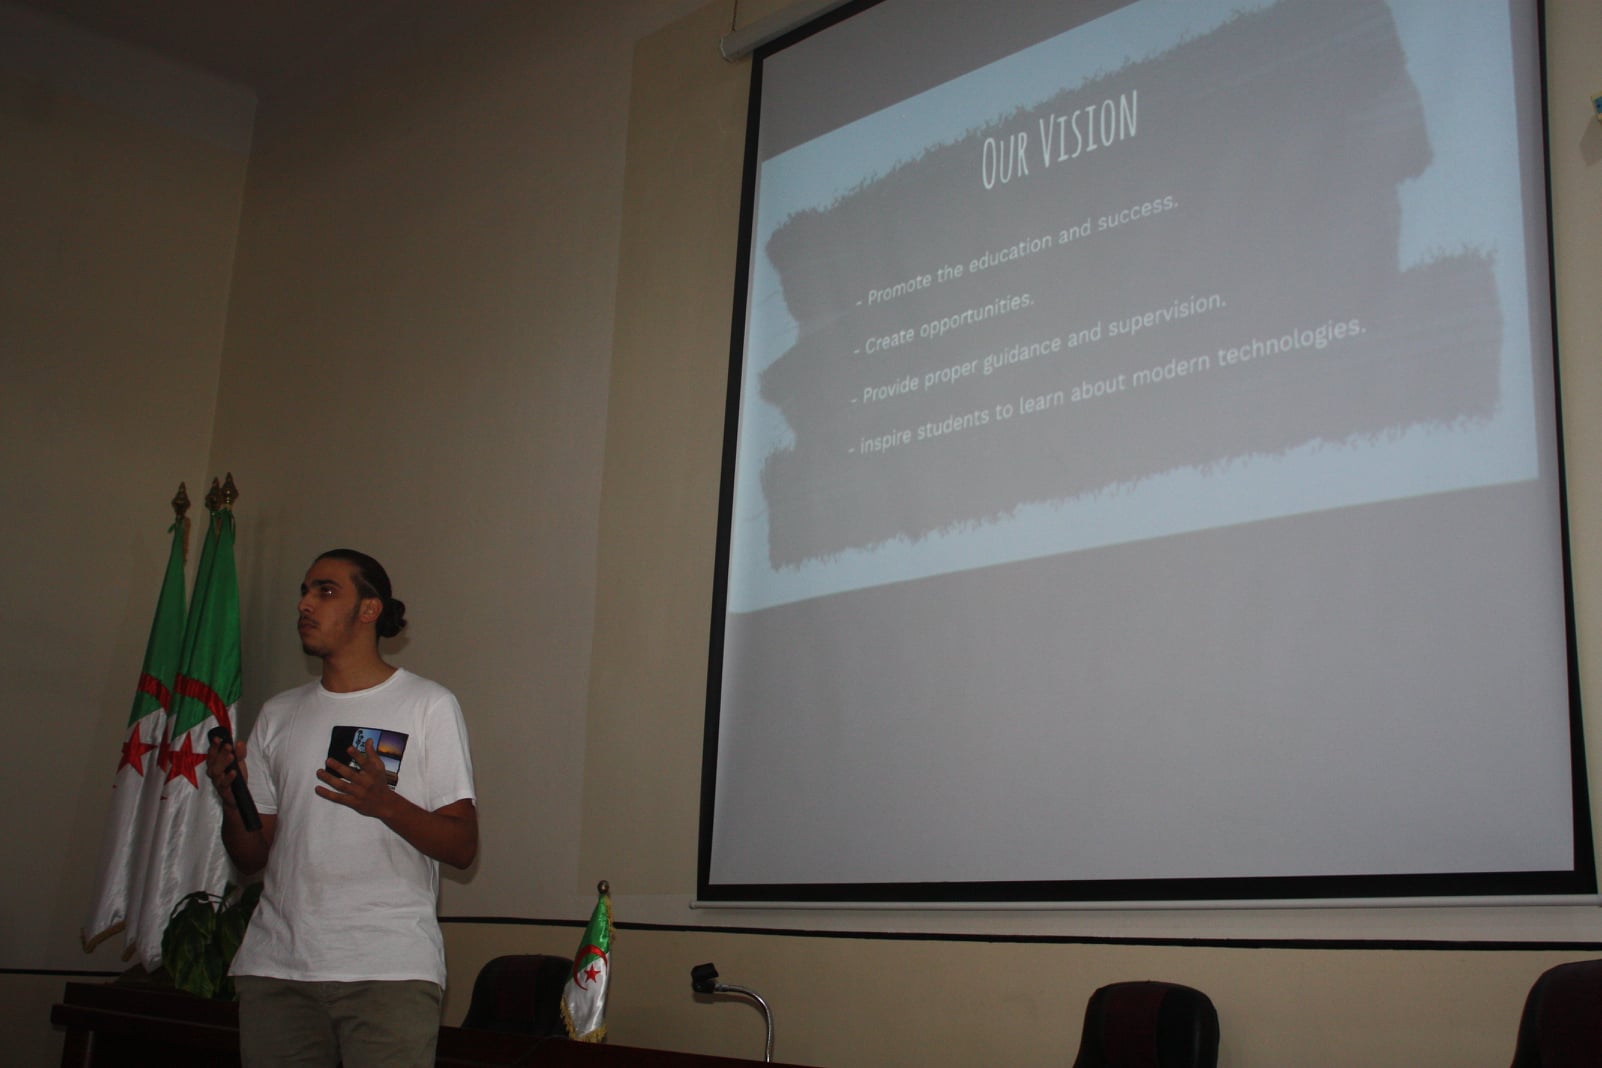 Our Vision
- Promote the education and success.
- Create opportunities.
- Provide proper guidance and supervision.
- inspire students to learn about modern technologies.